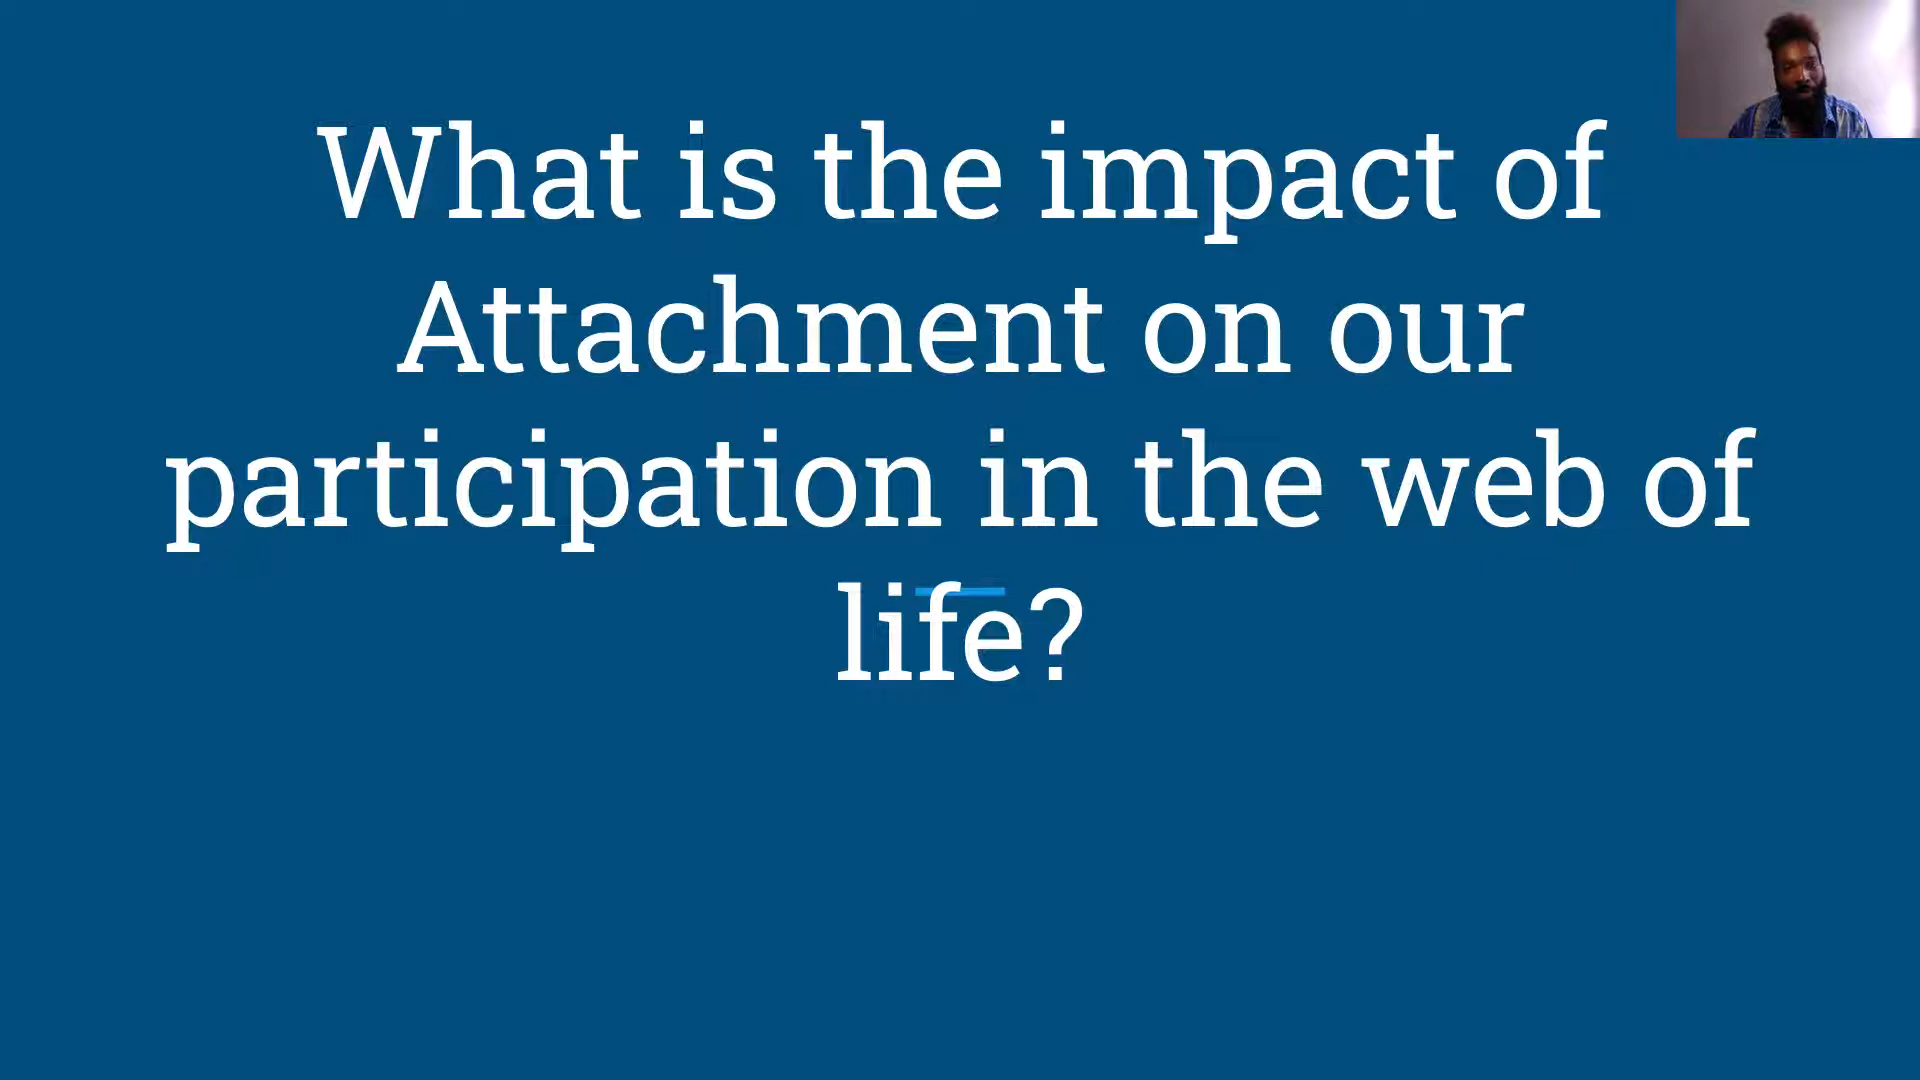 What is the impact of
Attachment on our
participation in the web of
life?